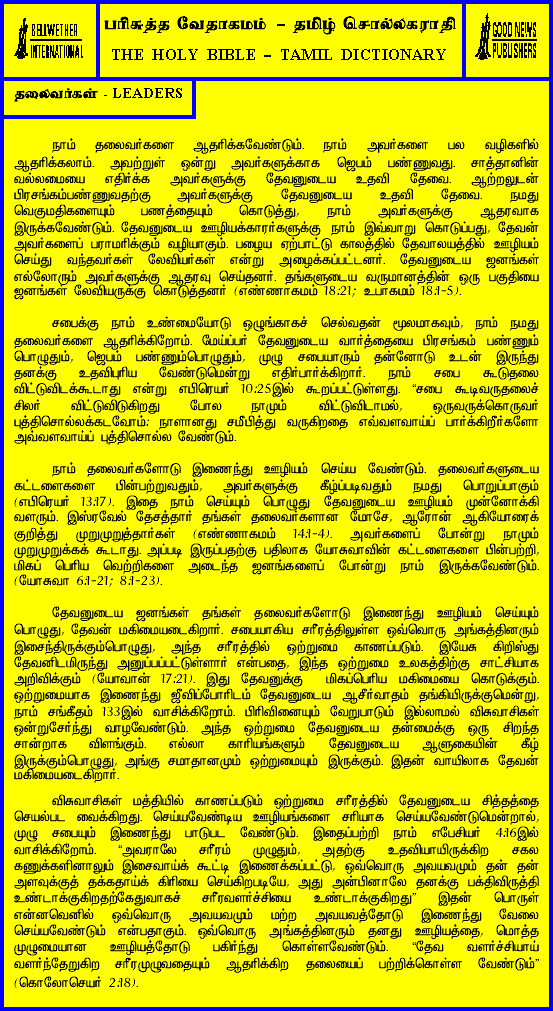 BELLWETHER
INTERNATIONAL
பரிசுத்த வேதாகமம் – தமிழ் சொல்லகராதி
THE HOLY BIBLE – TAMIL DICTIONARY
GOOD NEWS
PUBLISHERS
தலைவர்கள் - LEADERS
நாம் தலைவர்களை ஆதரிக்கவேண்டும். நாம் அவர்களை பல வழிகளில்
ஆதரிக்கலாம். அவற்றுள் ஒன்று அவர்களுக்காக ஜெபம் பண்ணுவது. சாத்தானின்
வல்லமையை எதிர்க்க அவர்களுக்கு தேவனுடைய உதவி தேவை. ஆற்றலுடன்
பிரசங்கம்பண்ணுவதற்கு அவர்களுக்கு தேவனுடைய உதவி தேவை. நமது
வெகுமதிகளையும் பணத்தையும் கொடுத்து, நாம் அவர்களுக்கு ஆதரவாக
இருக்கவேண்டும். தேவனுடைய ஊழியக்காரர்களுக்கு நாம் இவ்வாறு கொடுப்பது, தேவன்
அவர்களைப் பராமரிக்கும் வழியாகும். பழைய ஏற்பாட்டு காலத்தில் தேவாலயத்தில் ஊழியம்
செய்து வந்தவர்கள் லேவியர்கள் என்று அழைக்கப்பட்டனர். தேவனுடைய ஜனங்கள்
எல்லோரும் அவர்களுக்கு ஆதரவு செய்தனர். தங்களுடைய வருமானத்தின் ஒரு பகுதியை
ஜனங்கள் லேவியருக்கு கொடுத்தனர் (எண்ணாகமம் 18:21; உபாகமம் 18:1-5).
சபைக்கு நாம் உண்மையோடு ஒழுங்காகச் செல்வதன் மூலமாகவும், நாம் நமது
தலைவர்களை ஆதரிக்கிறோம். மேய்ப்பர் தேவனுடைய வார்த்தையை பிரசங்கம் பண்ணும்
பொழுதும், ஜெபம் பண்ணும்பொழுதும், முழு சபையாரும் தன்னோடு உடன் இருந்து
தனக்கு உதவிபுரிய வேண்டுமென்று எதிர்பார்க்கிறார். நாம் சபை கூடுதலை
விட்டுவிடக்கூடாது என்று எபிரெயர் 10:25இல் கூறப்பட்டுள்ளது. “சபை கூடிவருதலைச்
சிலர் விட்டுவிடுகிறது போல நாமும் விட்டுவிடாமல், ஒருவருக்கொருவர்
புத்திசொல்லக்கடவோம்; நாளானது சமீபித்து வருகிறதை எவ்வளவாய்ப் பார்க்கிறீர்களோ
அவ்வளவாய்ப் புத்திசொல்ல வேண்டும்.
நாம் தலைவர்களோடு இணைந்து ஊழியம் செய்ய வேண்டும். தலைவர்களுடைய
கட்டளைகளை பின்பற்றுவதும், அவர்களுக்கு கீழ்ப்படிவதும் நமது பொறுப்பாகும்
(எபிரெயர் 13:17). இதை நாம் செய்யும் பொழுது தேவனுடைய ஊழியம் முன்னோக்கி
வளரும். இஸ்ரவேல் தேசத்தார் தங்கள் தலைவர்களான மோசே, ஆரோன் ஆகியோரைக்
குறித்து முறுமுறுத்தார்கள் (எண்ணாகமம் 14:1-4). அவர்களைப் போன்று நாமும்
முறுமுறுக்கக் கூடாது. அப்படி இருப்பதற்கு பதிலாக யோசுவாவின் கட்டளைகளை பின்பற்றி,
மிகப் பெரிய வெற்றிகளை அடைந்த ஜனங்களைப் போன்று நாம் இருக்கவேண்டும்.
(யோசுவா 6:1-21; 8:1-23).
தேவனுடைய ஜனங்கள் தங்கள் தலைவர்களோடு இணைந்து ஊழியம் செய்யும்
பொழுது, தேவன் மகிமையடைகிறார். சபையாகிய சரீரத்திலுள்ள ஒவ்வொரு அங்கத்தினரும்
இசைந்திருக்கும்பொழுது, அந்த சரீரத்தில் ஒற்றுமை காணப்படும். இயேசு கிறிஸ்து
தேவனிடமிருந்து அனுப்பப்பட்டுள்ளார் என்பதை, இந்த ஒற்றுமை உலகத்திற்கு சாட்சியாக
அறிவிக்கும் (யோவான் 17:21). இது தேவனுக்கு மிகப்பெரிய மகிமையை கொடுக்கும்.
ஒற்றுமையாக இணைந்து ஜீவிப்போரிடம் தேவனுடைய ஆசீர்வாதம் தங்கியிருக்குமென்று,
நாம் சங்கீதம் 133இல் வாசிக்கிறோம். பிரிவினையும் வேறுபாடும் இல்லாமல் விசுவாசிகள்
ஒன்றுசேர்ந்து வாழவேண்டும். அந்த ஒற்றுமை தேவனுடைய தன்மைக்கு ஒரு சிறந்த
சான்றாக விளங்கும். எல்லா காரியங்களும் தேவனுடைய ஆளுகையின் கீழ்
இருக்கும்பொழுது, அங்கு சமாதானமும் ஒற்றுமையும் இருக்கும். இதன் வாயிலாக தேவன்
மகிமையடைகிறார்.
விசுவாசிகள் மத்தியில் காணப்படும் ஒற்றுமை சரீரத்தில் தேவனுடைய சித்தத்தை
செயல்பட வைக்கிறது. செய்யவேண்டிய ஊழியங்களை சரியாக செய்யவேண்டுமென்றால்,
முழு சபையும் இணைந்து பாடுபட வேண்டும். இதைப்பற்றி நாம் எபேசியர் 4:16இல்
வாசிக்கிறோம். “அவராலே சரீரம் முழுதும், அதற்கு உதவியாயிருக்கிற சகல
கணுக்களினாலும் இசைவாய்க் கூட்டி இணைக்கப்பட்டு, ஒவ்வொரு அவயவமும் தன் தன்
அளவுக்குத் தக்கதாய்க் கிரியை செய்கிறபடியே, அது அன்பினாலே தனக்கு பக்திவிருத்தி
உண்டாக்குகிறதற்கேதுவாகச் சரீரவளர்ச்சியை உண்டாக்குகிறது” இதன் பொருள்
என்னவெனில் ஒவ்வொரு அவயவமும் மற்ற அவயவத்தோடு இணைந்து வேலை
செய்யவேண்டும் என்பதாகும். ஒவ்வொரு அங்கத்தினரும் தனது ஊழியத்தை, மொத்த
முழுமையான ஊழியத்தோடு பகிர்ந்து கொள்ளவேண்டும். “தேவ வளர்ச்சியாய்
வளர்ந்தேறுகிற சரீரமுழுவதையும் ஆதரிக்கிற தலையைப் பற்றிக்கொள்ள வேண்டும்”
(கொலோசெயர் 2:18).